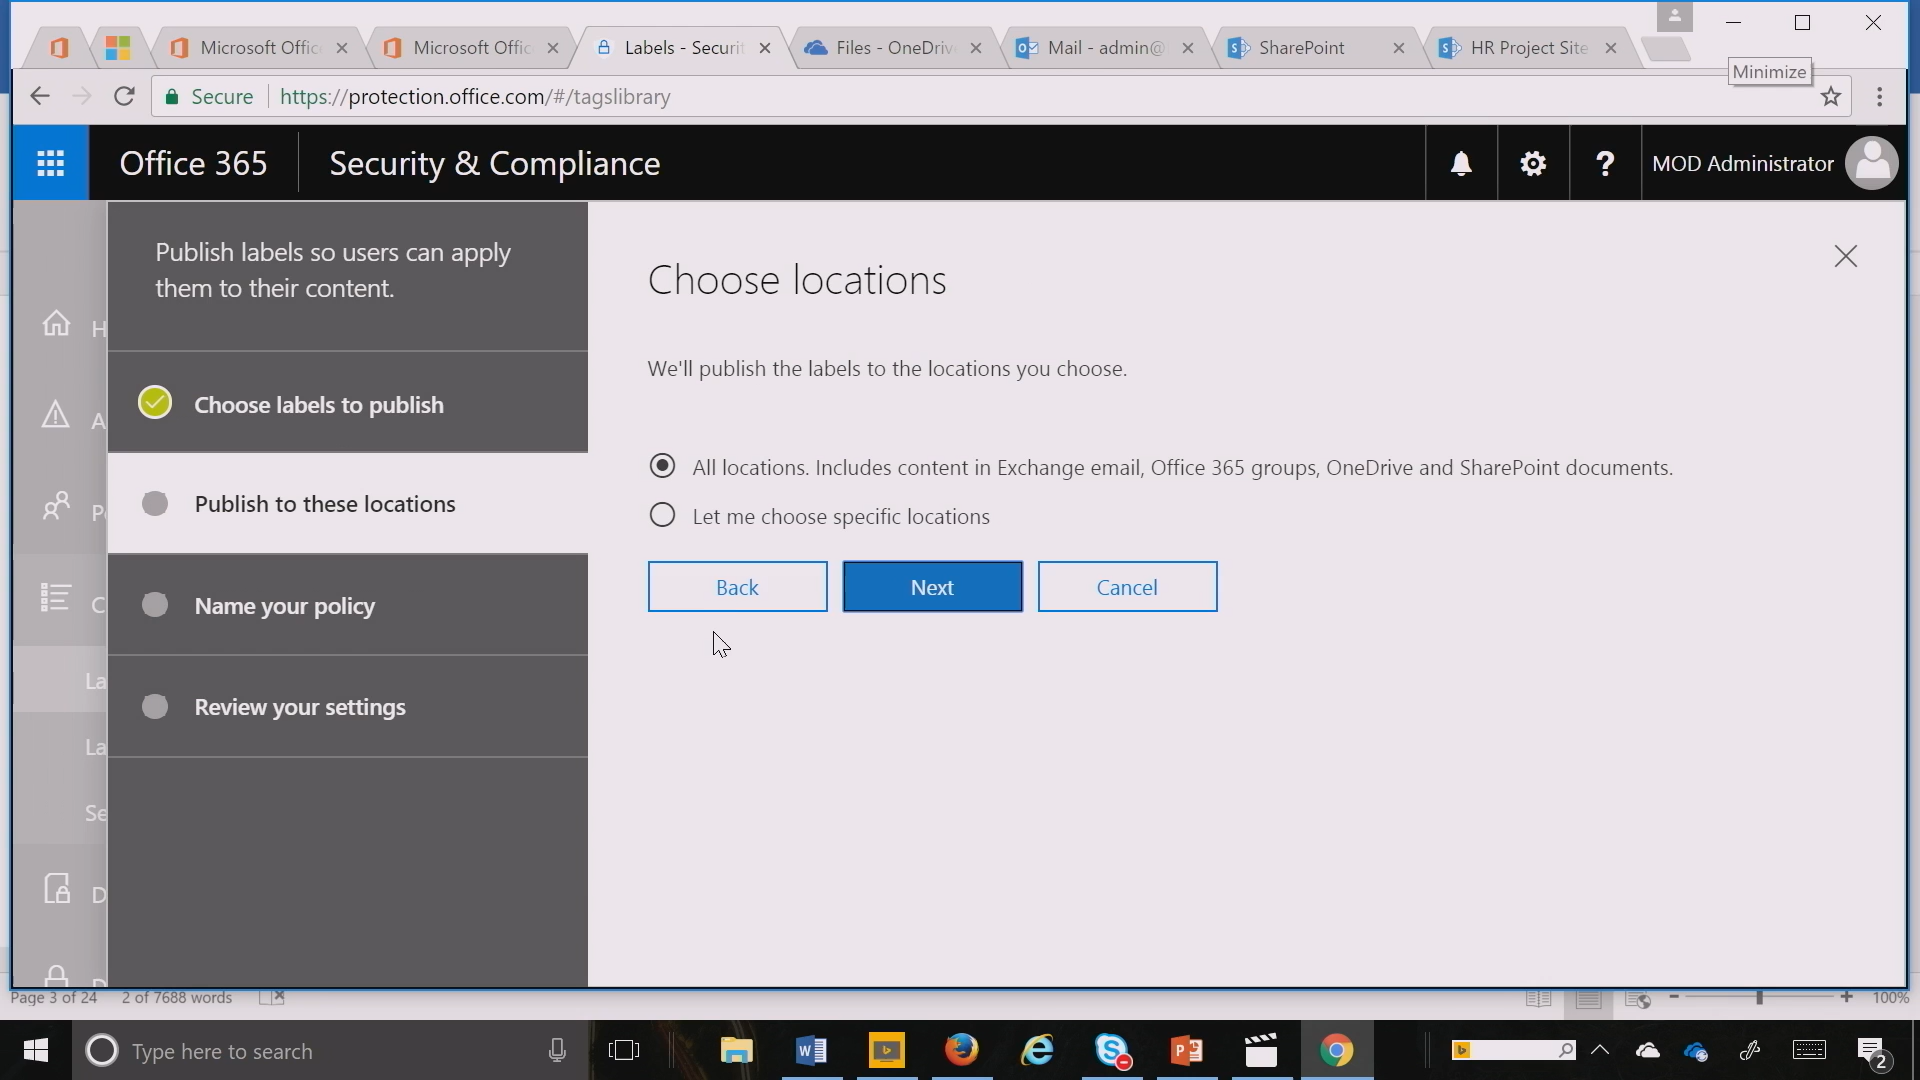 Microsoft Offic
Microsoft Offic
Labels - Securit
Files - OneDriv
Mail - admin@
SharePoint
HR Project Site
Minimize
Secure
https://protection.office.com/#/tagslibrary
Office 365
Security & Compliance
MOD Administrator
Publish labels so users can apply
them to their content.
Choose labels to publish
Publish to these locations
Name your policy
Review your settings
H
A
P
C
La
La
Se
D
D
Choose locations
We'll publish the labels to the locations you choose.
All locations. Includes content in Exchange email, Office 365 groups, OneDrive and SharePoint documents.
Let me choose specific locations
Back
Next
Cancel
Page 3 of 24
2 of 7688 words
100%
Type here to search
2